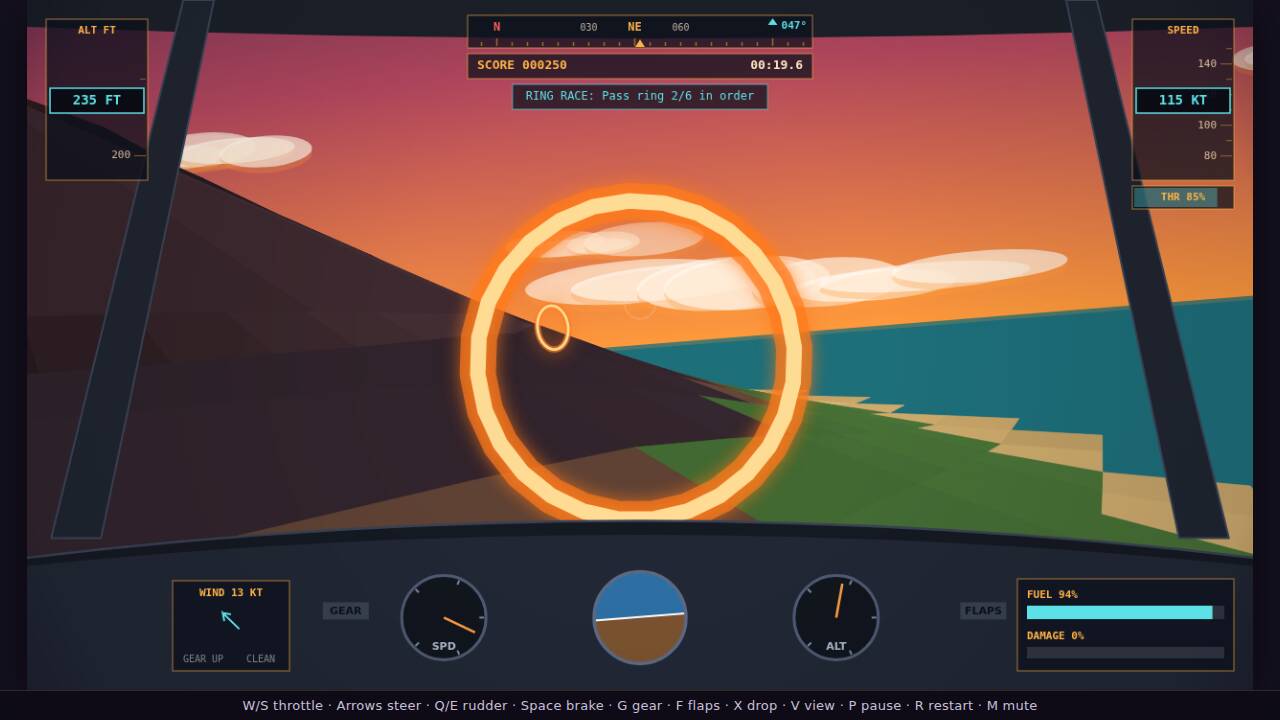 ALT FT
235 FT
200
N 030 NE 060 047°
SCORE 000250 00:19.6
RING RACE: Pass ring 2/6 in order
SPEED
140
115 KT
100
80
THR 85%
WIND 13 KT
GEAR UP CLEAN
GEAR
SPD
ALT
FLAPS
FUEL 94%
DAMAGE 0%
W/S throttle · Arrows steer · Q/E rudder · Space brake · G gear · F flaps · X drop · V view · P pause · R restart · M mute